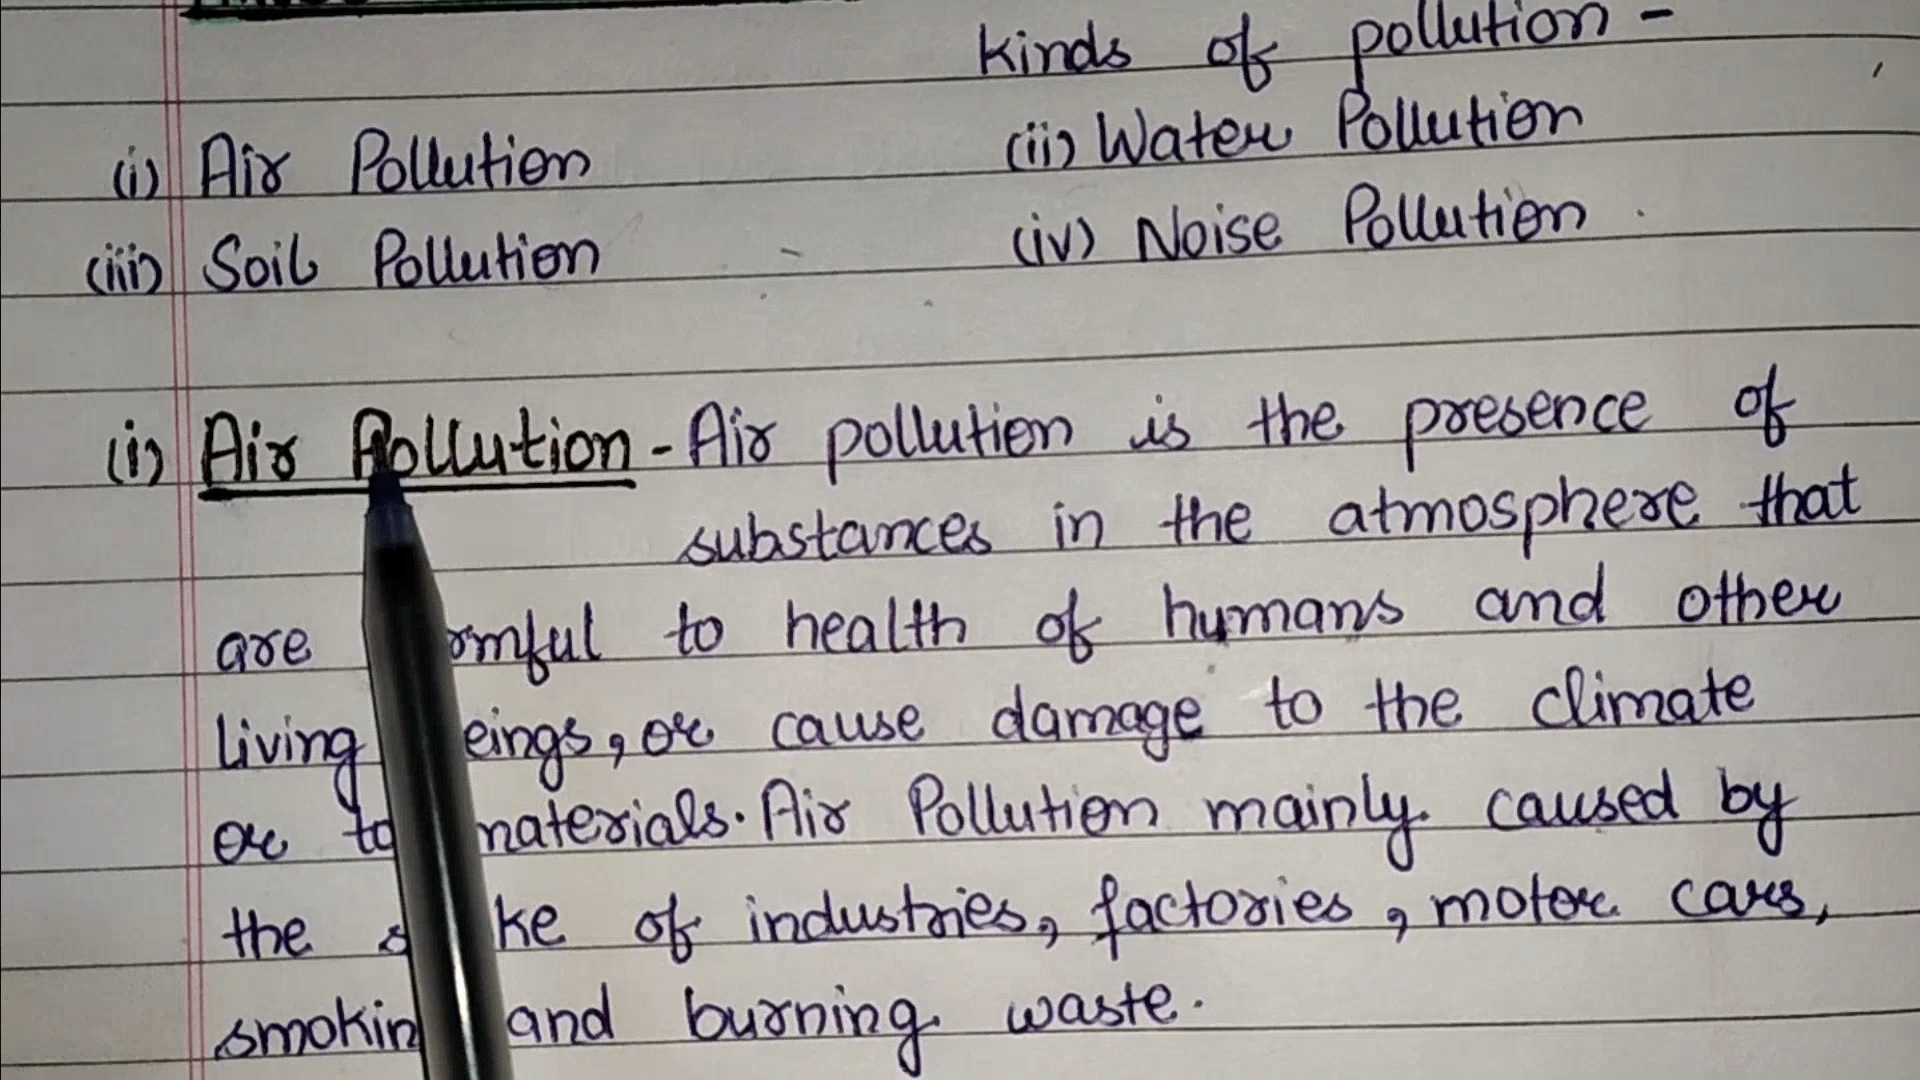 Kinds of pollution -
(i) Air Pollution (ii) Water Pollution
(iii) Soil Pollution (iv) Noise Pollution
(i) Air Pollution - Air pollution is the presence of
substances in the atmosphere that
are rmful to health of humans and other
living eings, or cause damage to the climate
or to materials. Air Pollution mainly caused by
the s ke of industries, factories, motor cars,
smokin and burning waste.